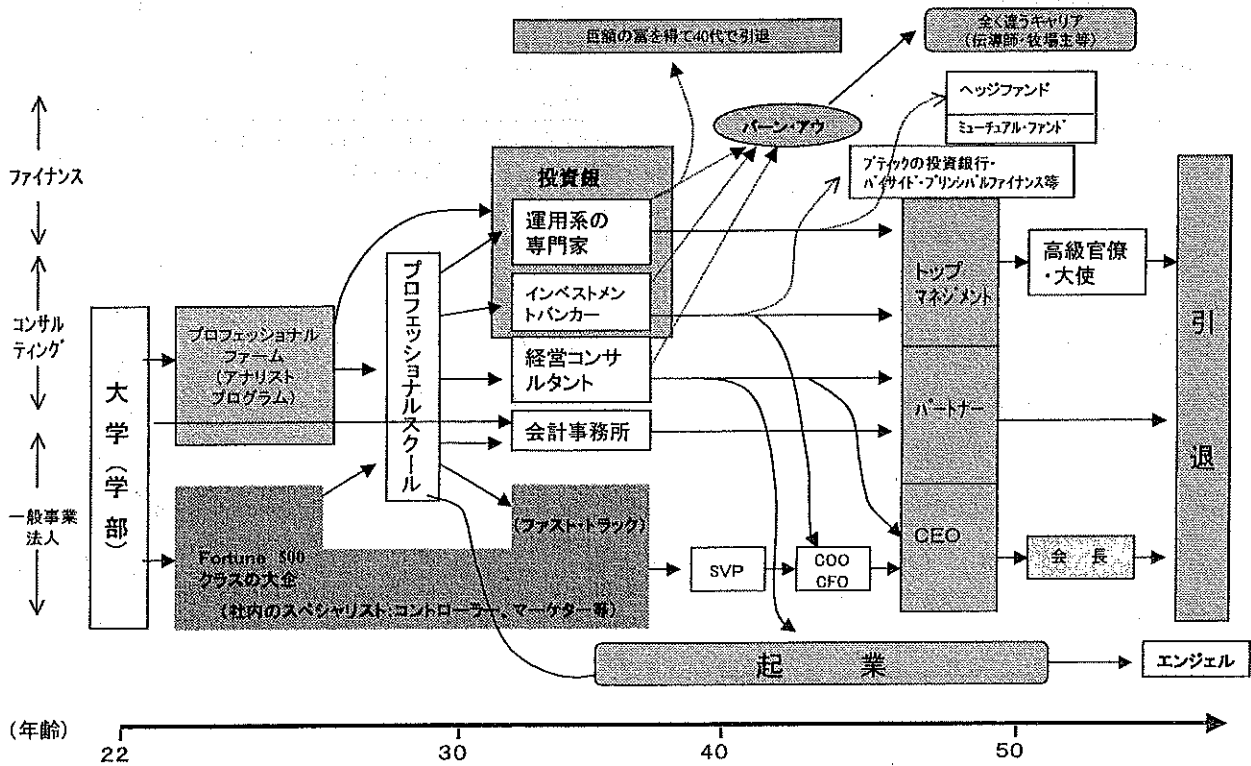 巨額の富を得て40代で引退
全く違うキャリア
(伝導師・牧場主等)
ヘッジファンド
ミューチュアル・ファンド
バーン・アウ
ブティックの投資銀行・
バイサイド・プリンシパルファイナンス等
ファイナンス
コンサル
ティング
一般事業
法人
大学(学部)
プロフェッショナル
ファーム
(アナリスト
プログラム)
プロフェッショナルスクール
投資銀
運用系の
専門家
インベストメン
トバンカー
経営コンサ
ルタント
会計事務所
(ファスト・トラック)
Fortune 500
クラスの大企
(社内のスペシャリスト・コントローラー、マーケター等)
SVP
COO
CFO
トップ
マネジメント
パートナー
CEO
高級官僚
・大使
会 長
引 退
起 業
エンジェル
(年齢)
22
30
40
50